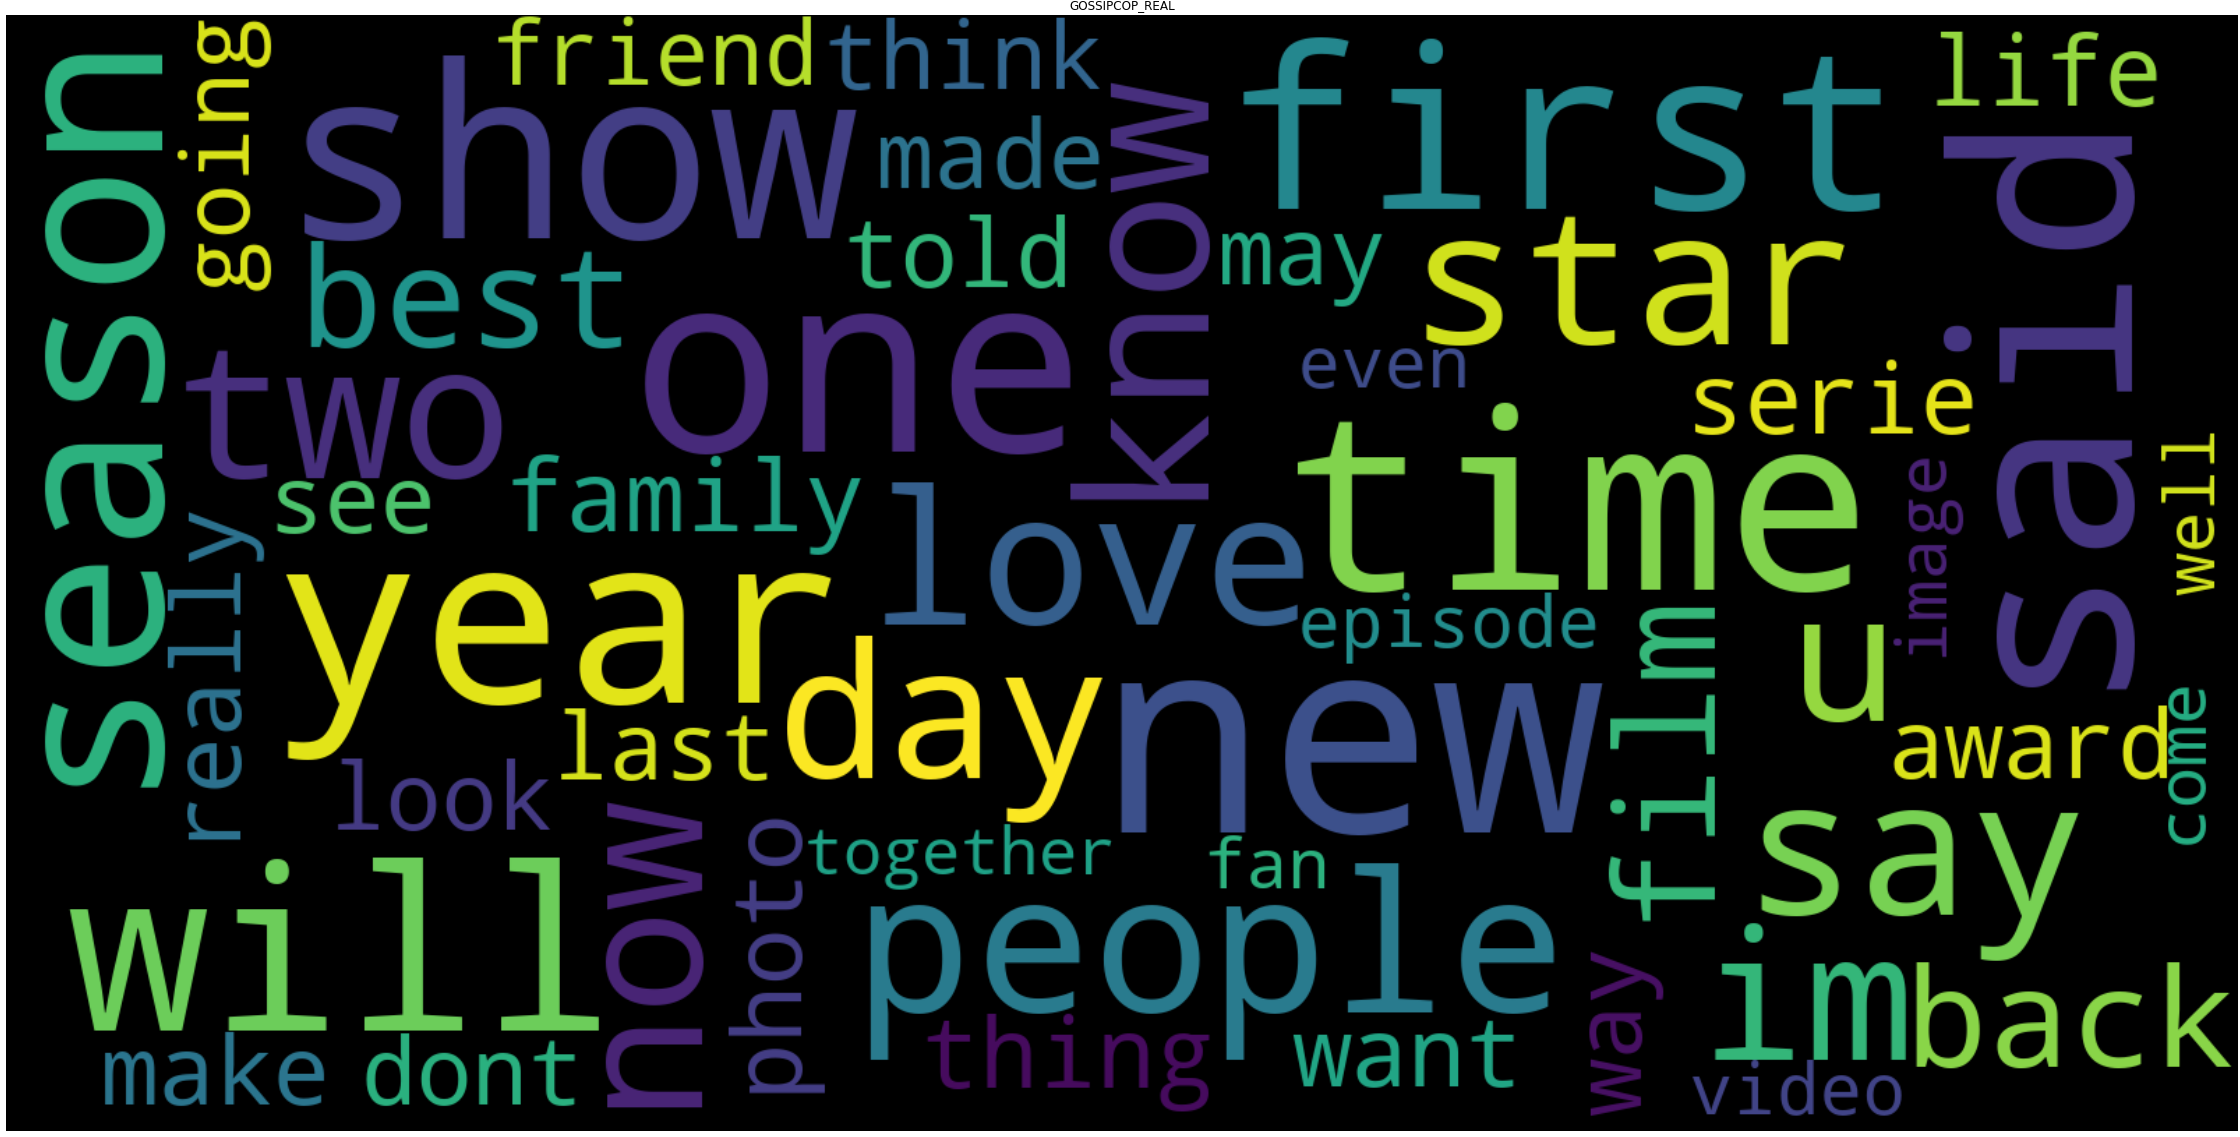 GOSSIPCOP_REAL
season
going
friend
think
show
made
know
first
life
said
best
told
may
star
two
one
even
serie
time
see
family
love
image
well
really
year
episode
film
u
day
new
last
look
award
come
say
will
now
photo
together
fan
people
im
back
way
make
dont
thing
want
video